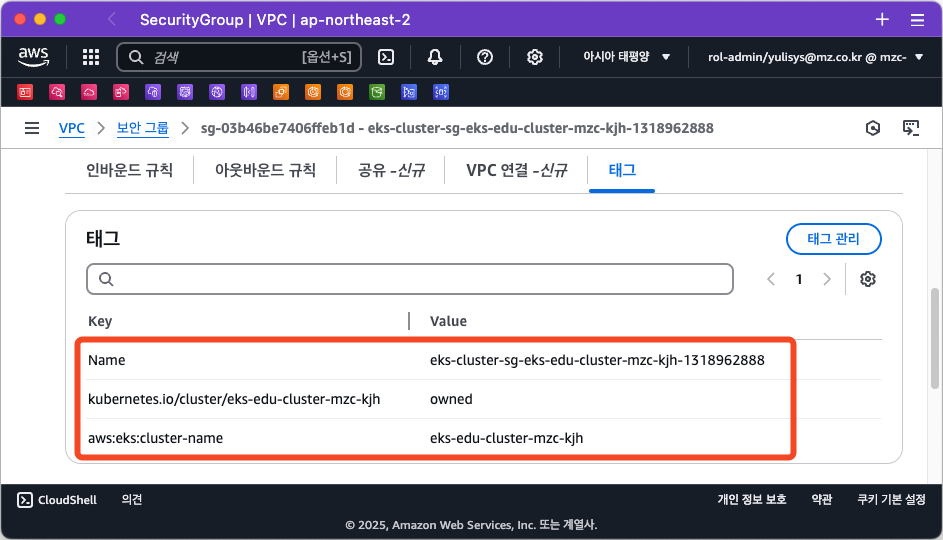 SecurityGroup | VPC | ap-northeast-2
aws
검색 [옵션+S]
아시아 태평양 ▼
rol-admin/yulisys@mz.co.kr @ mzc- ▼
VPC > 보안 그룹 > sg-03b46be7406ffeb1d - eks-cluster-sg-eks-edu-cluster-mzc-kjh-1318962888
인바운드 규칙 아웃바운드 규칙 공유 -신규 VPC 연결 -신규 태그
태그
태그 관리
1
Key Value
Name eks-cluster-sg-eks-edu-cluster-mzc-kjh-1318962888
kubernetes.io/cluster/eks-edu-cluster-mzc-kjh owned
aws:eks:cluster-name eks-edu-cluster-mzc-kjh
CloudShell 의견 개인 정보 보호 약관 쿠키 기본 설정
© 2025, Amazon Web Services, Inc. 또는 계열사.